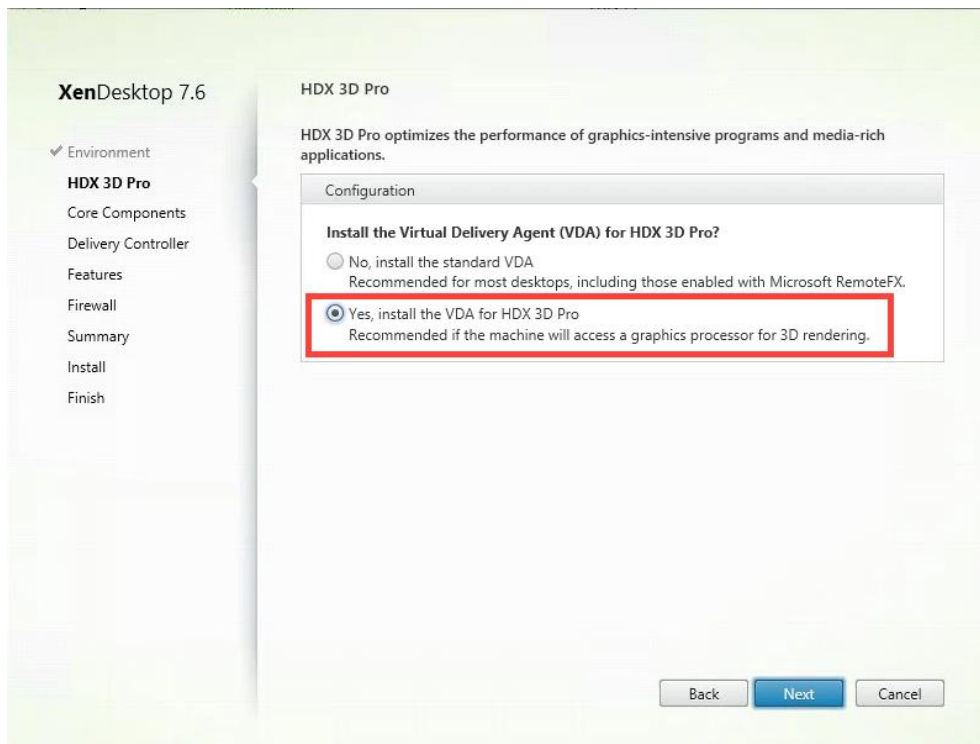 XenDesktop 7.6
Environment
HDX 3D Pro
Core Components
Delivery Controller
Features
Firewall
Summary
Install
Finish
HDX 3D Pro
HDX 3D Pro optimizes the performance of graphics-intensive programs and media-rich
applications.
Configuration
Install the Virtual Delivery Agent (VDA) for HDX 3D Pro?
No, install the standard VDA
Recommended for most desktops, including those enabled with Microsoft RemoteFX.
Yes, install the VDA for HDX 3D Pro
Recommended if the machine will access a graphics processor for 3D rendering.
Back
Next
Cancel